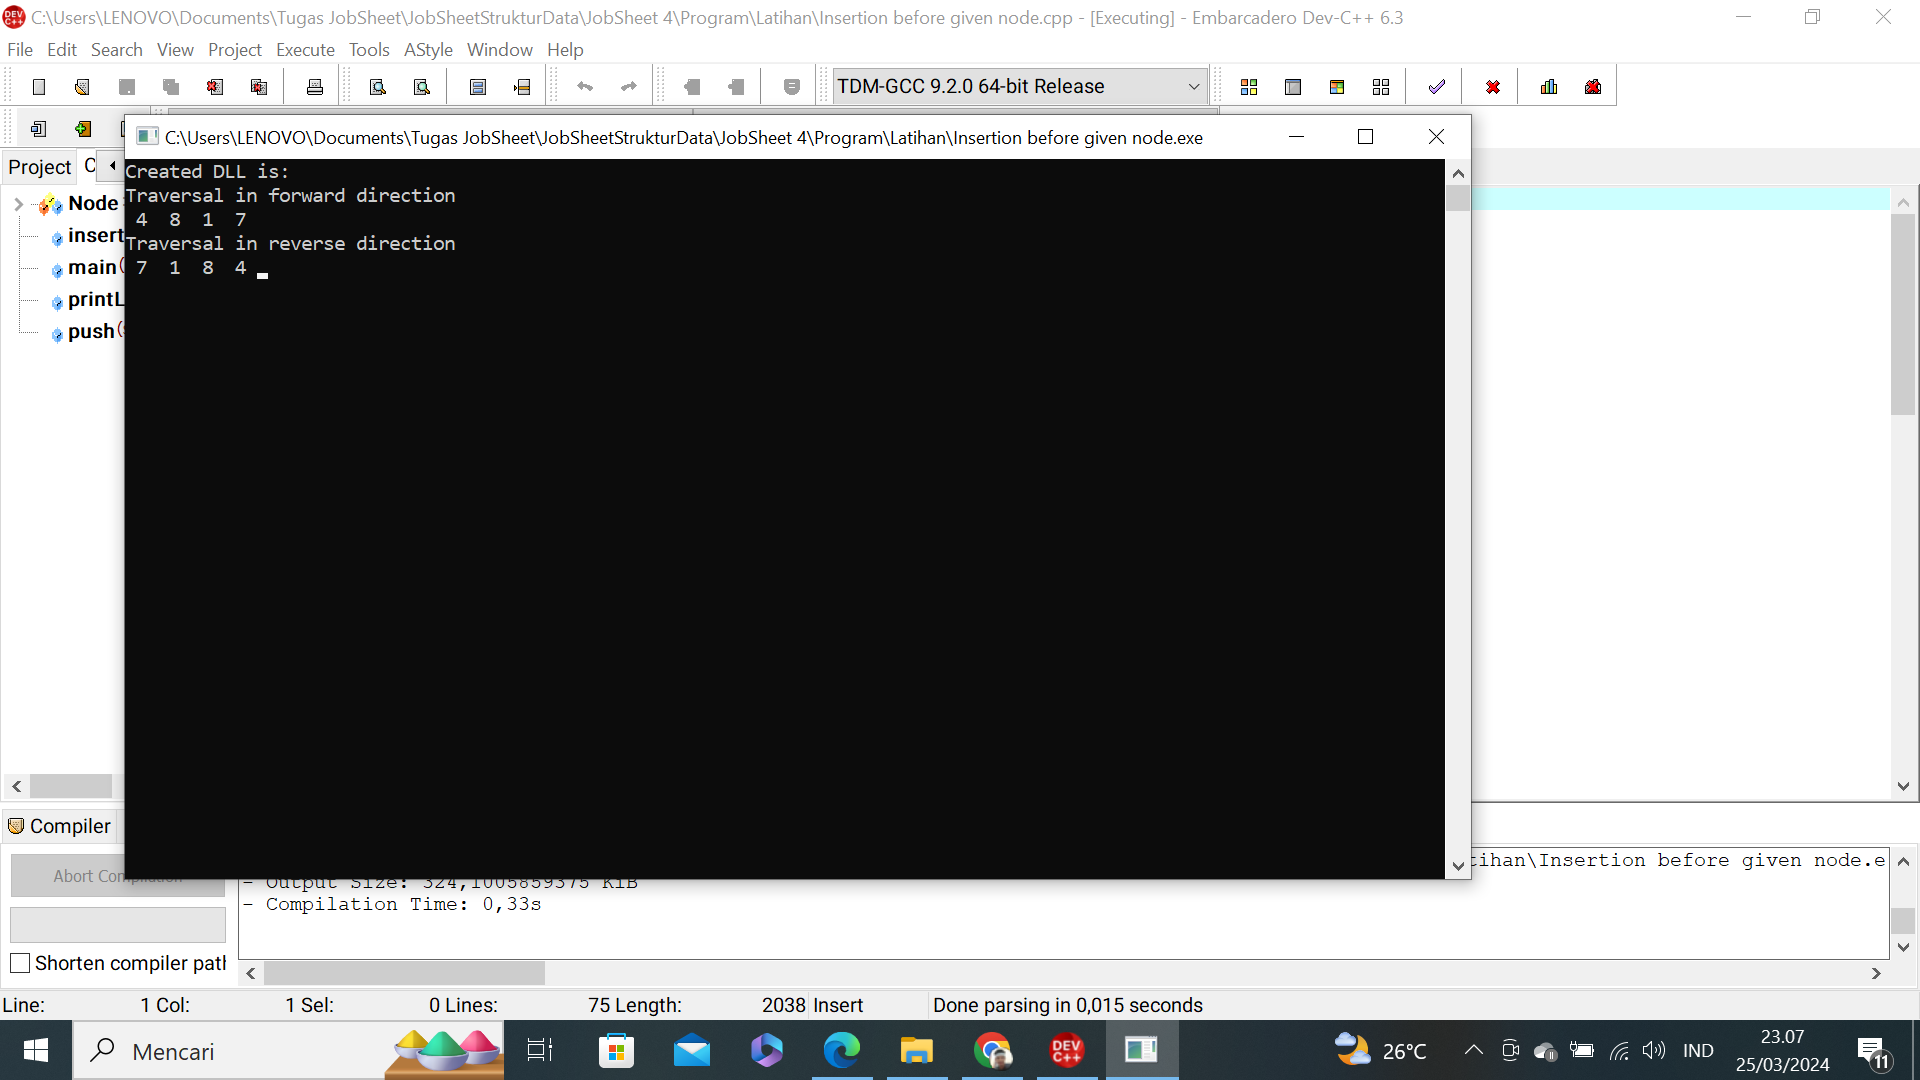 C:\Users\LENOVO\Documents\Tugas JobSheet\JobSheetStrukturData\JobSheet 4\Program\Latihan\Insertion before given node.cpp - [Executing] - Embarcadero Dev-C++ 6.3
File Edit Search View Project Execute Tools AStyle Window Help
TDM-GCC 9.2.0 64-bit Release
C:\Users\LENOVO\Documents\Tugas JobSheet\JobSheetStrukturData\JobSheet 4\Program\Latihan\Insertion before given node.exe
Project
Created DLL is:
Traversal in forward direction
4 8 1 7
Traversal in reverse direction
7 1 8 4
Node
insert
main(
printL
push(
Compiler
Abort Compilation
tihan\Insertion before given node.e
- Output Size: 324,1005859375 KiB
- Compilation Time: 0,33s
Shorten compiler path
Line: 1 Col: 1 Sel: 0 Lines: 75 Length: 2038 Insert Done parsing in 0,015 seconds
DEV C++
Mencari
26°C
IND
23.07
25/03/2024
11